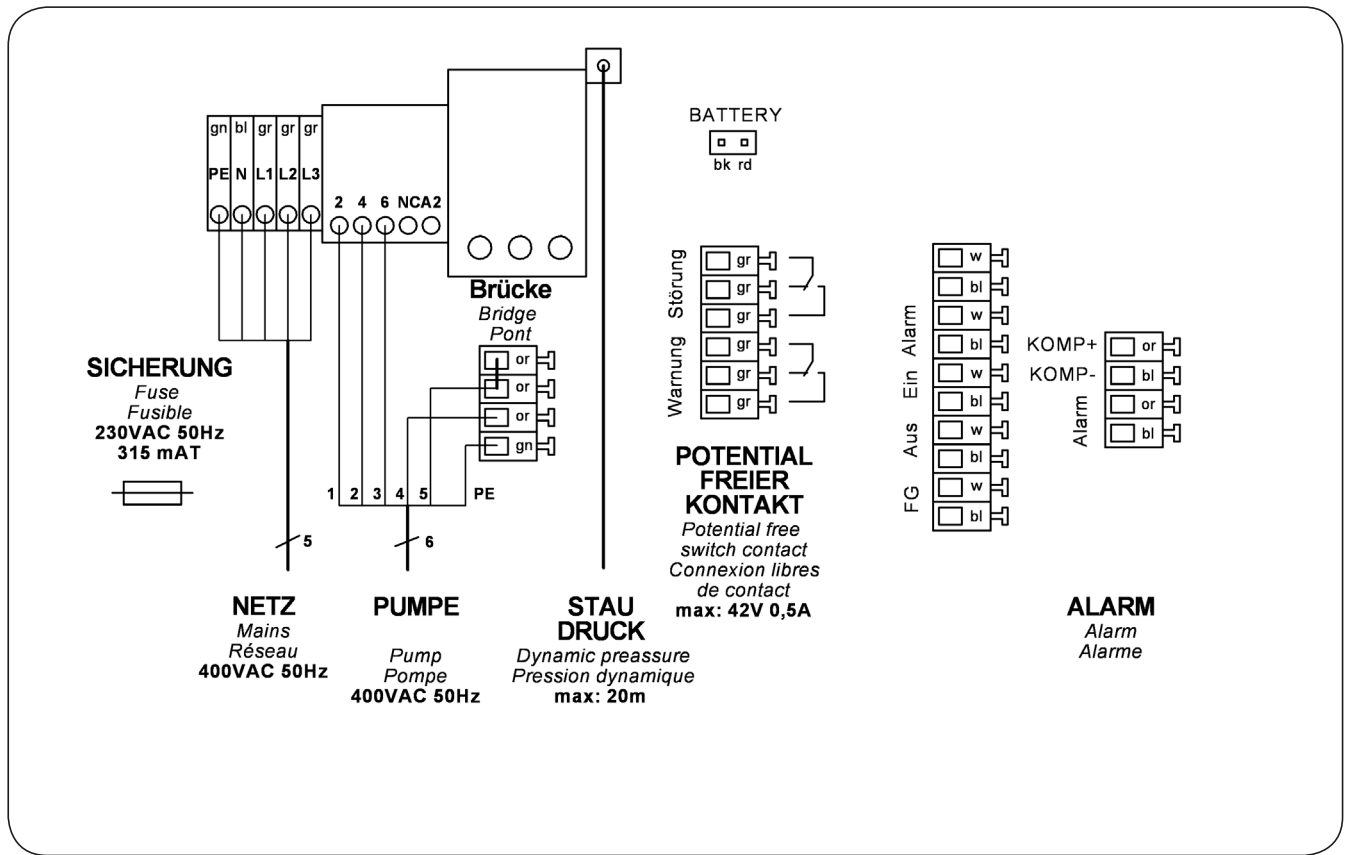 gn bl gr gr gr
PE N L1 L2 L3
2 4 6 NC A2
Brücke
Bridge
Pont
or
or
or
gn
SICHERUNG
Fuse
Fusible
230VAC 50Hz
315 mAT
1 2 3 4 5 PE
5
6
NETZ
Mains
Réseau
400VAC 50Hz
PUMPE
Pump
Pompe
400VAC 50Hz
STAU
DRUCK
Dynamic preassure
Pression dynamique
max: 20m
BATTERY
bk rd
Störung
gr
gr
gr
Warnung
gr
gr
gr
POTENTIAL
FREIER
KONTAKT
Potential free
switch contact
Connexion libres
de contact
max: 42V 0,5A
w
bl
Alarm
w
bl
Ein
w
bl
Aus
w
bl
FG
w
bl
KOMP+ or
KOMP- bl
Alarm
or
bl
ALARM
Alarm
Alarme